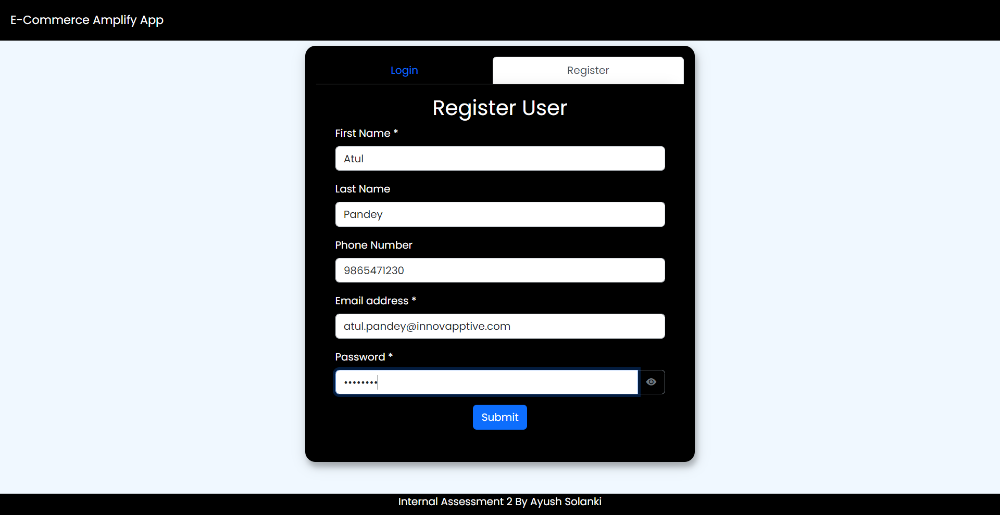 E-Commerce Amplify App
Login
Register
Register User
First Name *
Atul
Last Name
Pandey
Phone Number
9865471230
Email address *
atul.pandey@innovapptive.com
Password *
••••••••
Submit
Internal Assessment 2 By Ayush Solanki